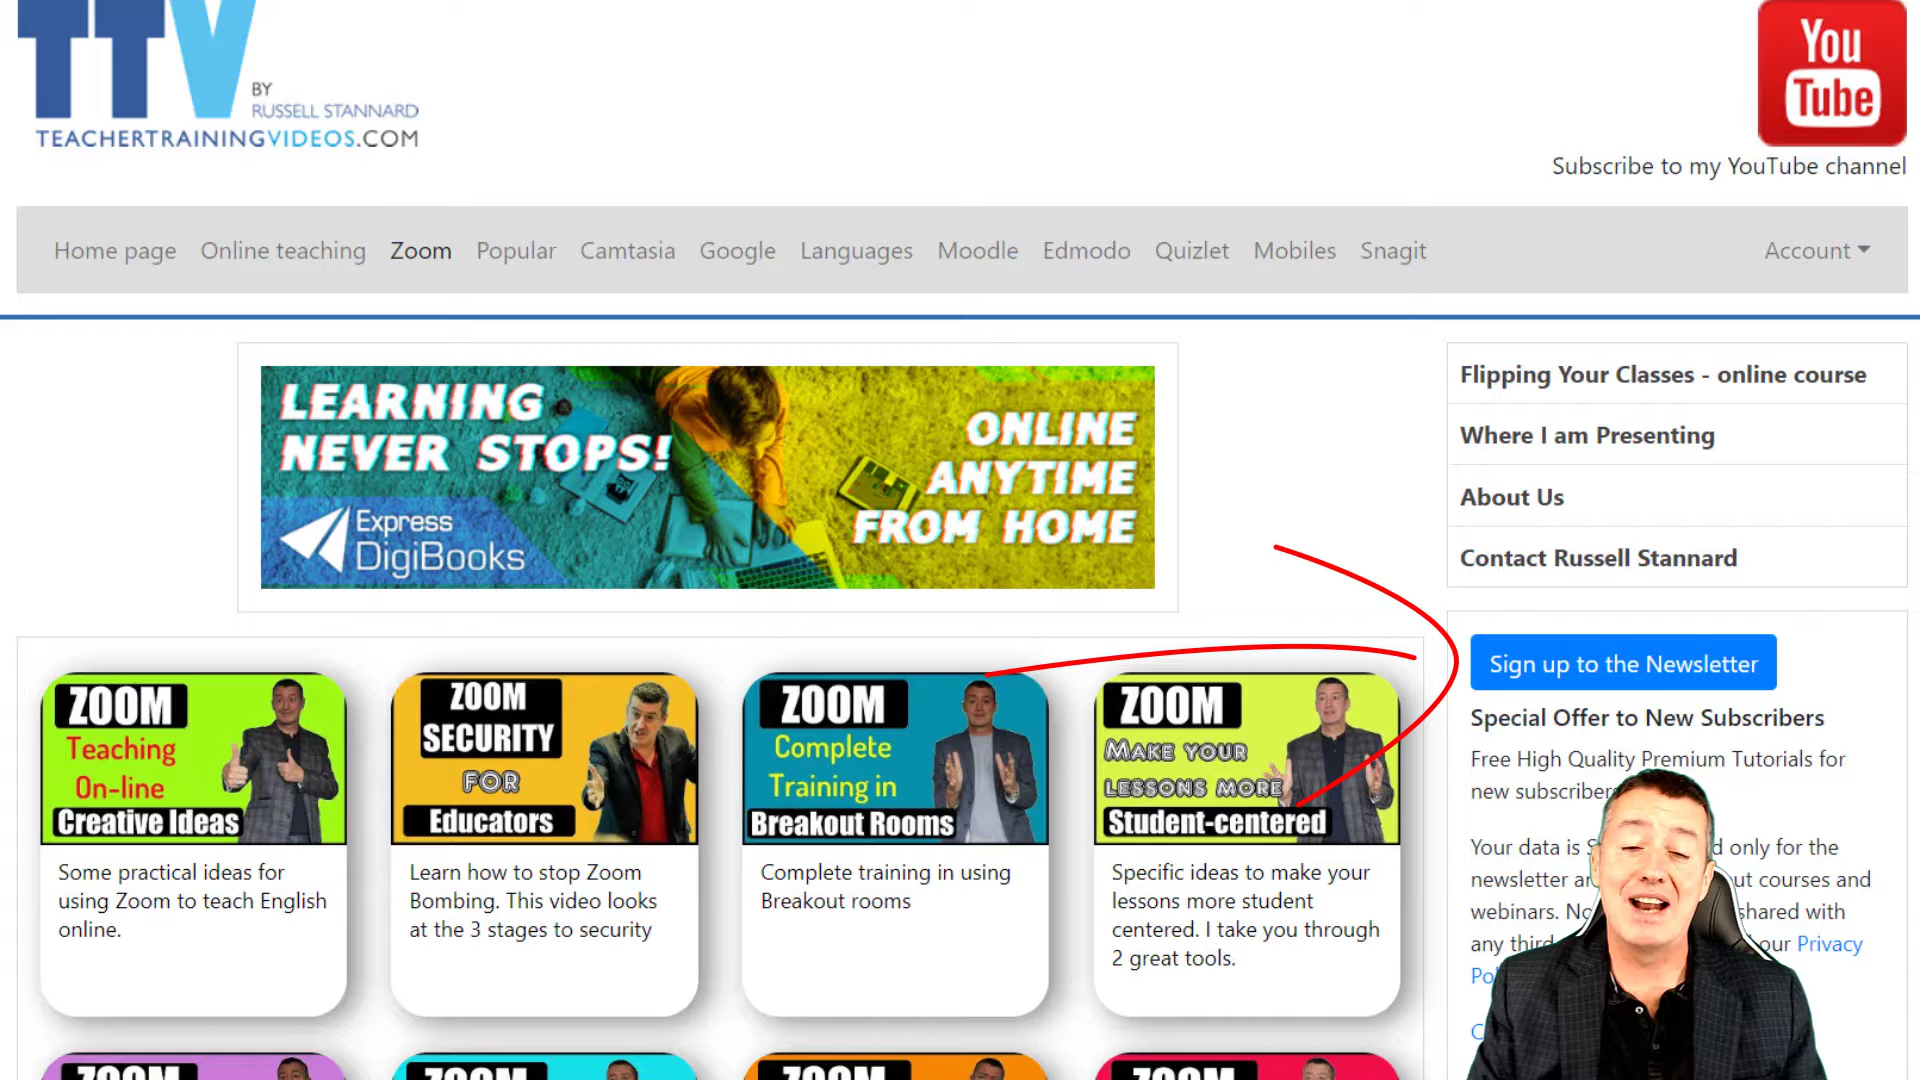 TTV
BY
RUSSELL STANNARD
TEACHERTRAININGVIDEOS.COM
You
Tube
Subscribe to my YouTube channel
Home page Online teaching Zoom Popular Camtasia Google Languages Moodle Edmodo Quizlet Mobiles Snagit Account
LEARNING
NEVER STOPS!
Express
DigiBooks
ONLINE
ANYTIME
FROM HOME
Flipping Your Classes - online course
Where I am Presenting
About Us
Contact Russell Stannard
Sign up to the Newsletter
Special Offer to New Subscribers
Free High Quality Premium Tutorials for
new subscribers
Your data is d only for the
newsletter ut courses and
webinars. shared with
any third our Privacy
ZOOM
Teaching
On-line
Creative Ideas
Some practical ideas for
using Zoom to teach English
online.
ZOOM
SECURITY
FOR
Educators
Learn how to stop Zoom
Bombing. This video looks
at the 3 stages to security
ZOOM
Complete
Training in
Breakout Rooms
Complete training in using
Breakout rooms
ZOOM
MAKE YOUR
LESSONS MORE
Student-centered
Specific ideas to make your
lessons more student
centered. I take you through
2 great tools.
ZOOM
ZOOM
ZOOM
ZOOM